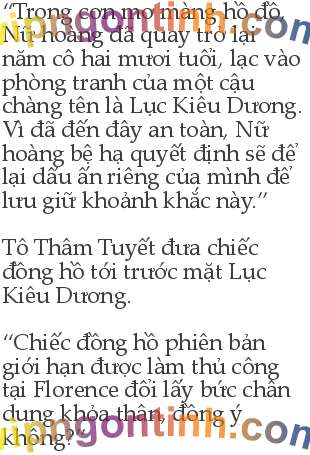 “Trong cơn mơ màng hồ đồ,
Nữ hoàng đã quay trở lại
năm cô hai mươi tuổi, lạc vào
phòng tranh của một cậu
chàng tên là Lục Kiêu Dương.
Vì đã đến đây an toàn, Nữ
hoàng bệ hạ quyết định sẽ để
lại dấu ấn riêng của mình để
lưu giữ khoảnh khắc này.”
Tô Thâm Tuyết đưa chiếc
đồng hồ tới trước mặt Lục
Kiêu Dương.
“Chiếc đồng hồ phiên bản
giới hạn được làm thủ công
tại Florence đổi lấy bức chân
dung khỏa thân, đồng ý
không?”
vipngontinh.com
vipngontinh.com